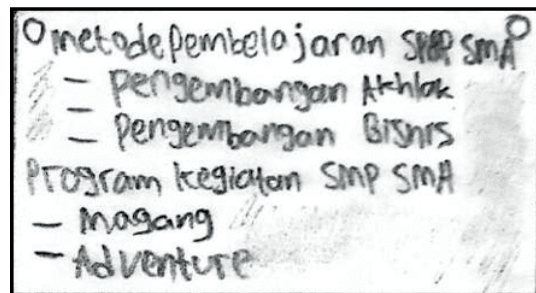 metode pembelajaran SMP SMA
- Pengembangan Akhlak
- Pengembangan Bisnis
Program kegiatan SMP SMA
- magang
- Adventure